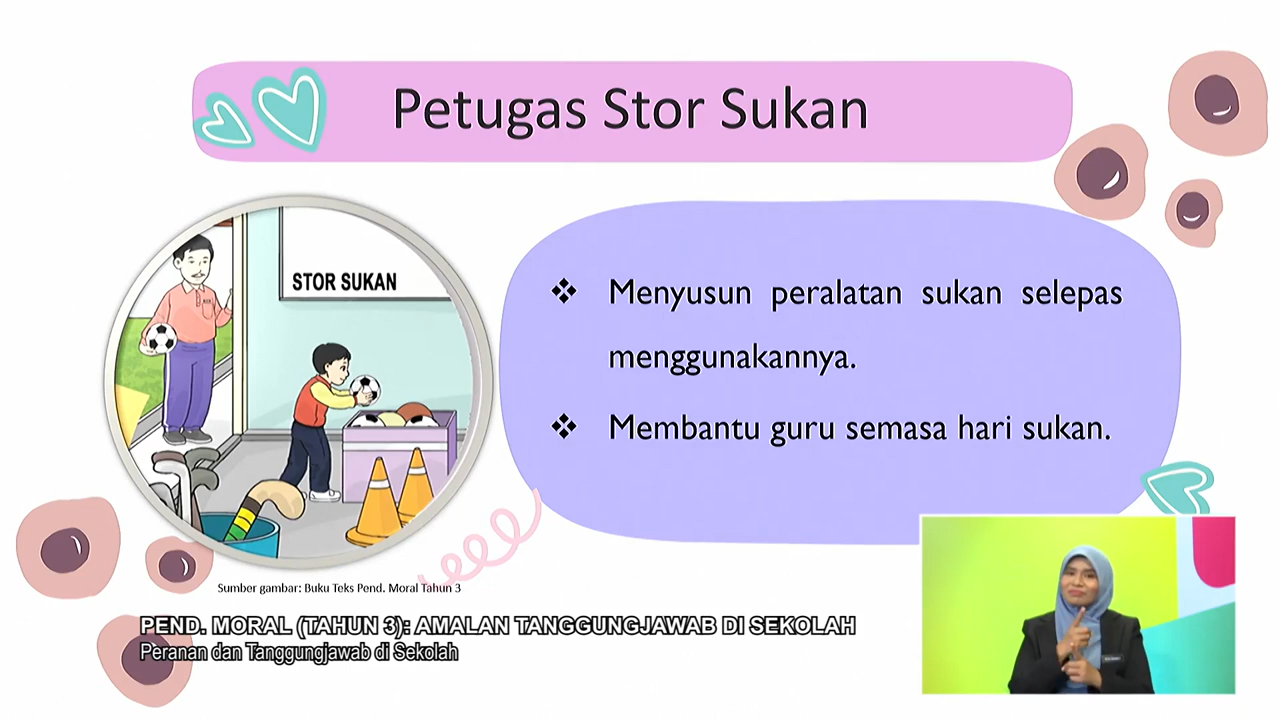 Petugas Stor Sukan
STOR SUKAN
❖ Menyusun peralatan sukan selepas
menggunakannya.
❖ Membantu guru semasa hari sukan.
Sumber gambar: Buku Teks Pend. Moral Tahun 3
PEND. MORAL (TAHUN 3): AMALAN TANGGUNGJAWAB DI SEKOLAH
Peranan dan Tanggungjawab di Sekolah